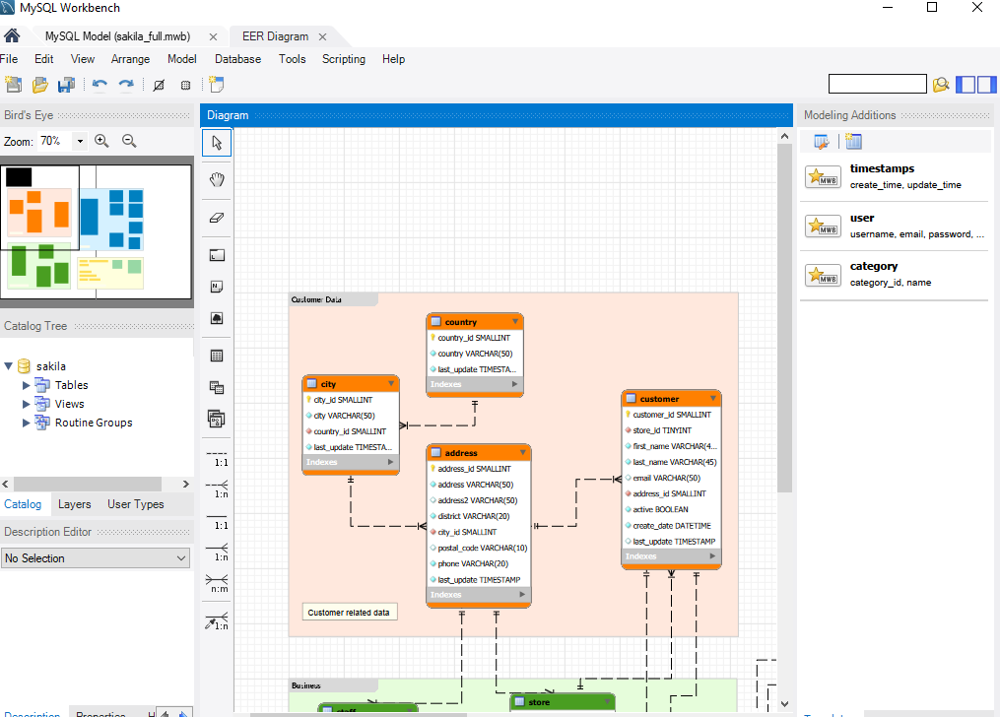 MySQL Workbench
MySQL Model (sakila_full.mwb)
EER Diagram
File Edit View Arrange Model Database Tools Scripting Help
Bird's Eye
Zoom: 70%
Catalog Tree
sakila
Tables
Views
Routine Groups
Catalog Layers User Types
Description Editor
No Selection
Description Properties H
Diagram
1:1
1:n
1:1
1:n
n:m
1:n
Customer Data
country
country_id SMALLINT
country VARCHAR(50)
last_update TIMESTA...
Indexes
city
city_id SMALLINT
city VARCHAR(50)
country_id SMALLINT
last_update TIMESTA...
Indexes
address
address_id SMALLINT
address VARCHAR(50)
address2 VARCHAR(50)
district VARCHAR(20)
city_id SMALLINT
postal_code VARCHAR(10)
phone VARCHAR(20)
last_update TIMESTAMP
Indexes
customer
customer_id SMALLINT
store_id TINYINT
first_name VARCHAR(4...
last_name VARCHAR(45)
email VARCHAR(50)
address_id SMALLINT
active BOOLEAN
create_date DATETIME
last_update TIMESTAMP
Indexes
Customer related data
Business
staff
store
Modeling Additions
timestamps
create_time, update_time
user
username, email, password, ...
category
category_id, name